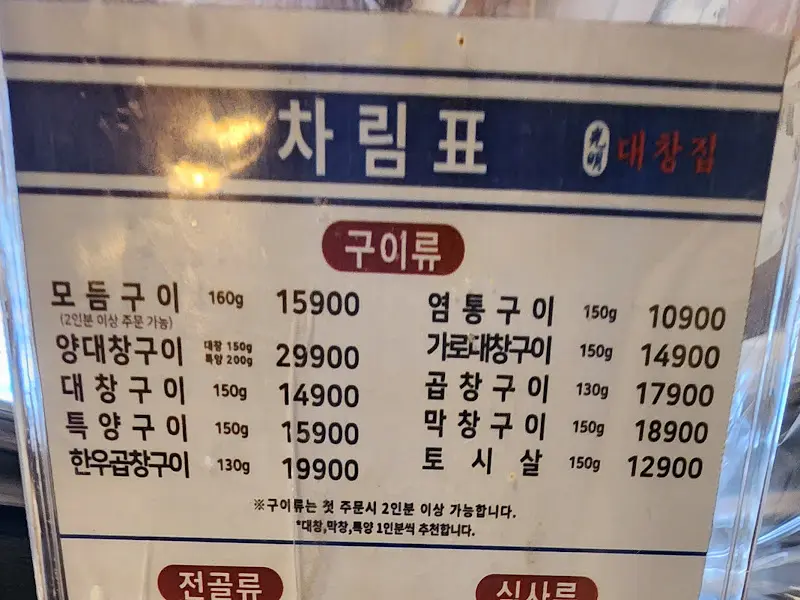 차림표
光明 대창집
구이류
모듬구이 160g 15900
(2인분 이상 주문 가능)
양대창구이 대창 150g 특양 200g 29900
대창구이 150g 14900
특양구이 150g 15900
한우곱창구이 130g 19900
염통구이 150g 10900
가로대창구이 150g 14900
곱창구이 130g 17900
막창구이 150g 18900
토시살 150g 12900
※구이류는 첫 주문시 2인분 이상 가능합니다.
*대창,막창,특양 1인분씩 추천합니다.
전골류
식사류